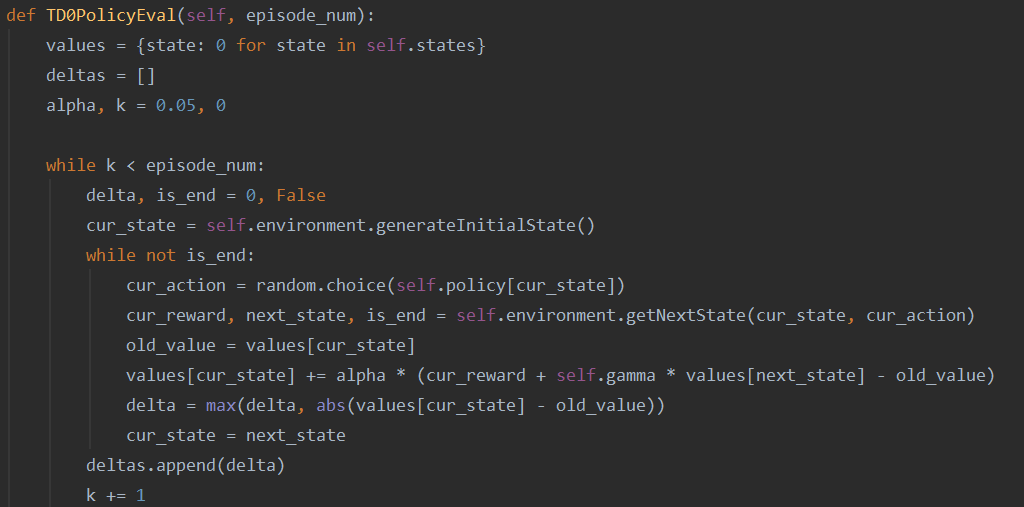 def TD0PolicyEval(self, episode_num):
    values = {state: 0 for state in self.states}
    deltas = []
    alpha, k = 0.05, 0

    while k < episode_num:
        delta, is_end = 0, False
        cur_state = self.environment.generateInitialState()
        while not is_end:
            cur_action = random.choice(self.policy[cur_state])
            cur_reward, next_state, is_end = self.environment.getNextState(cur_state, cur_action)
            old_value = values[cur_state]
            values[cur_state] += alpha * (cur_reward + self.gamma * values[next_state] - old_value)
            delta = max(delta, abs(values[cur_state] - old_value))
            cur_state = next_state
        deltas.append(delta)
        k += 1